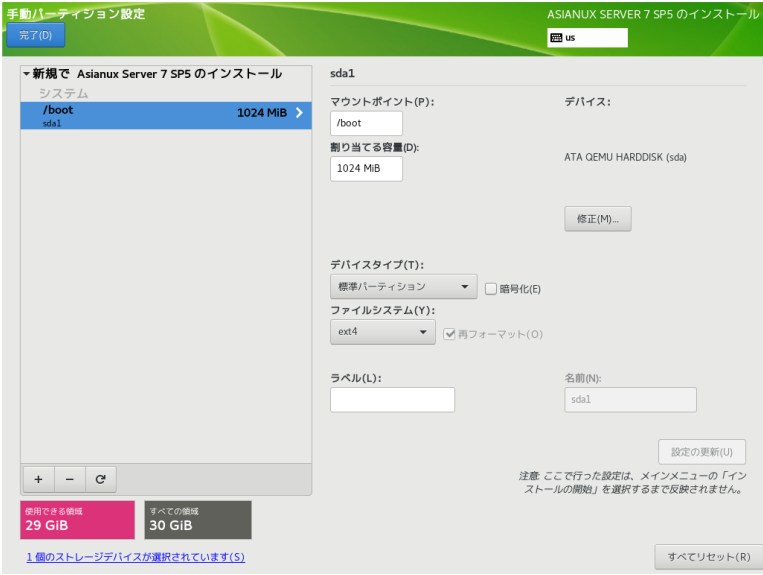 手動パーティション設定
ASIANUX SERVER 7 SP5 のインストール
完了(D)
us
新規で Asianux Server 7 SP5 のインストール
システム
/boot
1024 MiB
sda1
sda1
マウントポイント(P):
デバイス:
/boot
割り当てる容量(D):
1024 MiB
ATA QEMU HARDDISK (sda)
修正(M)...
デバイスタイプ(T):
標準パーティション
暗号化(E)
ファイルシステム(Y):
ext4
再フォーマット(O)
ラベル(L):
名前(N):
sda1
設定の更新(U)
注意: ここで行った設定は、メインメニューの「イン
ストールの開始」を選択するまで反映されません。
使用できる領域
29 GiB
すべての領域
30 GiB
1 個のストレージデバイスが選択されています(S)
すべてリセット(R)